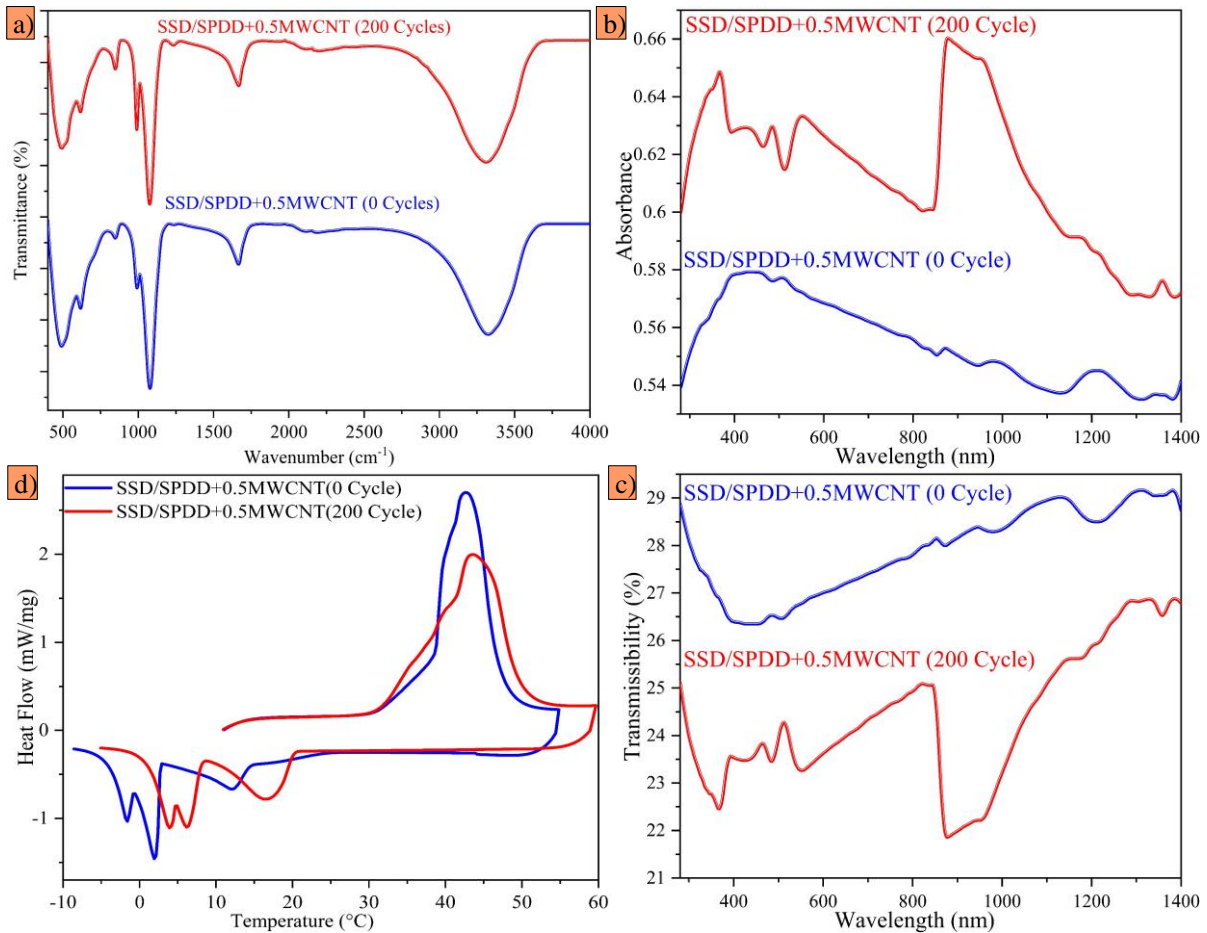 a)
SSD/SPDD+0.5MWCNT (200 Cycles)
SSD/SPDD+0.5MWCNT (0 Cycles)
Transmittance (%)
500 1000 1500 2000 2500 3000 3500 4000
Wavenumber (cm⁻¹)
b)
SSD/SPDD+0.5MWCNT (200 Cycle)
SSD/SPDD+0.5MWCNT (0 Cycle)
Absorbance
0.66
0.64
0.62
0.6
0.58
0.56
0.54
400 600 800 1000 1200 1400
Wavelength (nm)
d)
SSD/SPDD+0.5MWCNT(0 Cycle)
SSD/SPDD+0.5MWCNT(200 Cycle)
Heat Flow (mW/mg)
2
1
0
-1
-10 0 10 20 30 40 50 60
Temperature (°C)
c)
SSD/SPDD+0.5MWCNT (0 Cycle)
SSD/SPDD+0.5MWCNT (200 Cycle)
Transmissibility (%)
29
28
27
26
25
24
23
22
21
400 600 800 1000 1200 1400
Wavelength (nm)